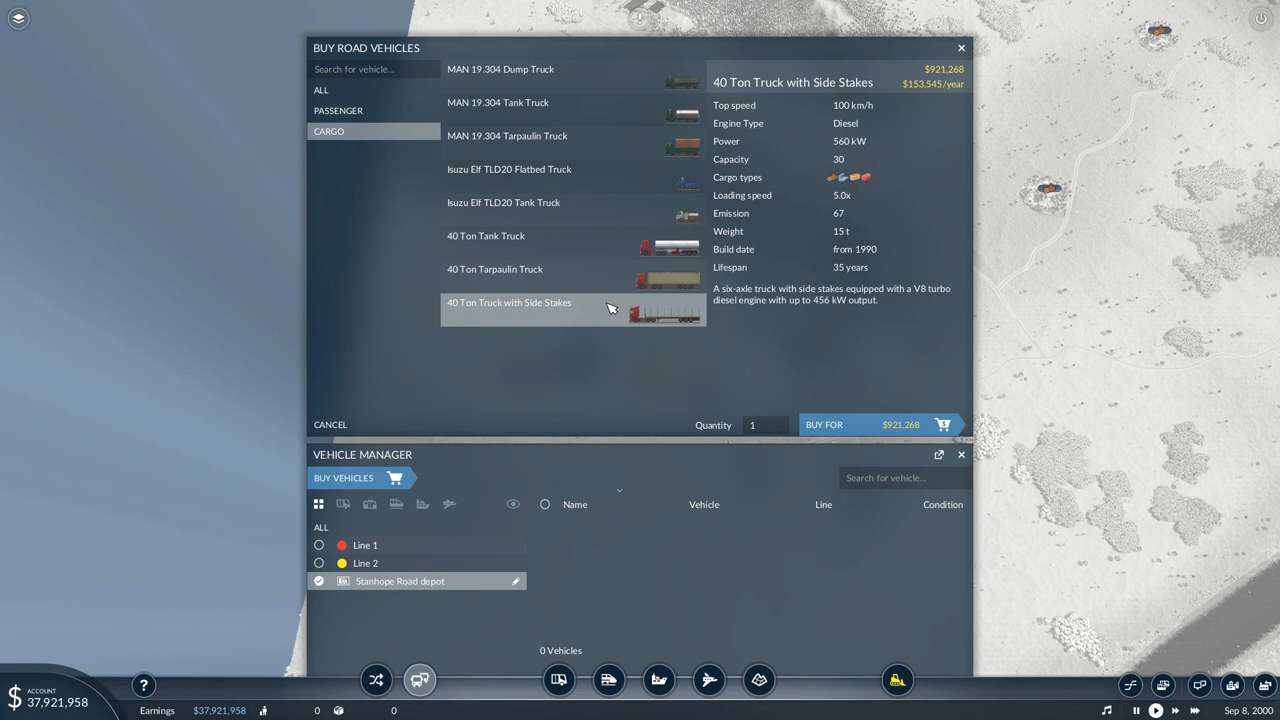 BUY ROAD VEHICLES
Search for vehicle...
ALL
PASSENGER
CARGO
MAN 19.304 Dump Truck
MAN 19.304 Tank Truck
MAN 19.304 Tarpaulin Truck
Isuzu Elf TLD20 Flatbed Truck
Isuzu Elf TLD20 Tank Truck
40 Ton Tank Truck
40 Ton Tarpaulin Truck
40 Ton Truck with Side Stakes
$921,268
40 Ton Truck with Side Stakes
$153,545/year
Top speed 100 km/h
Engine Type Diesel
Power 560 kW
Capacity 30
Cargo types
Loading speed 5.0x
Emission 67
Weight 15 t
Build date from 1990
Lifespan 35 years
A six-axle truck with side stakes equipped with a V8 turbo
diesel engine with up to 456 kW output.
CANCEL
Quantity 1
BUY FOR $921,268
VEHICLE MANAGER
BUY VEHICLES
Search for vehicle...
Name Vehicle Line Condition
ALL
Line 1
Line 2
Stanhope Road depot
0 Vehicles
$ ACCOUNT
37,921,958
?
Earnings $37,921,958 0 0
Sep 8, 2000